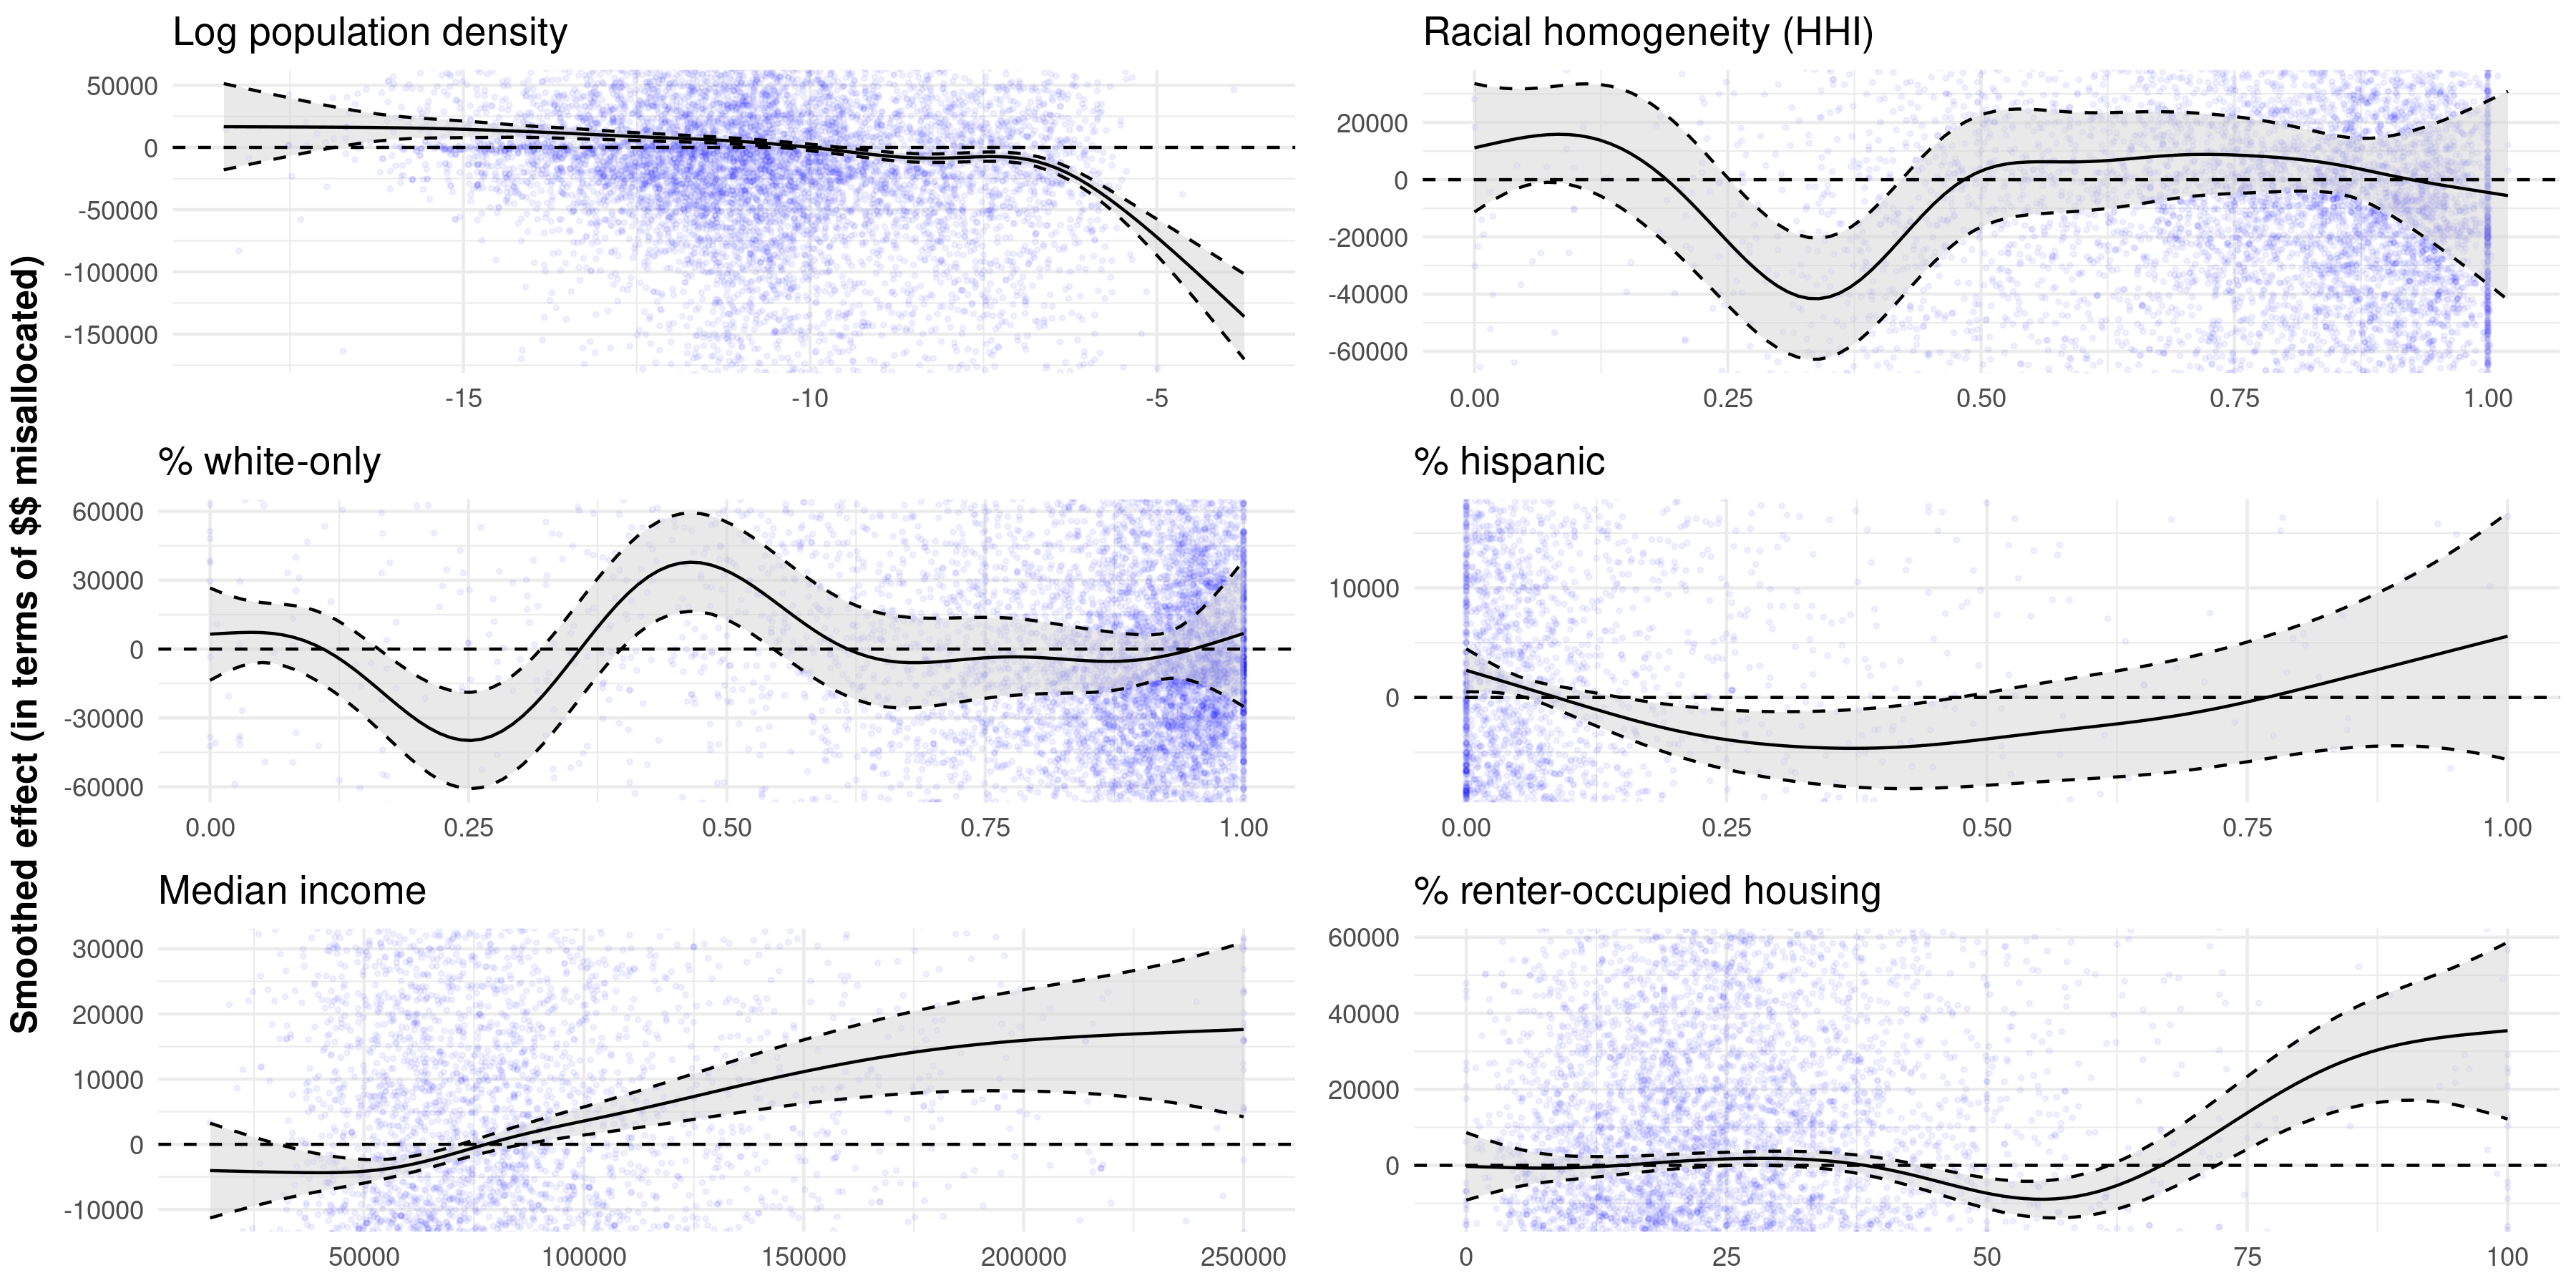 Smoothed effect (in terms of $$ misallocated)
Log population density
50000
0
-50000
-100000
-150000
-15 -10 -5
Racial homogeneity (HHI)
20000
0
-20000
-40000
-60000
0.00 0.25 0.50 0.75 1.00
% white-only
60000
30000
0
-30000
-60000
0.00 0.25 0.50 0.75 1.00
% hispanic
10000
0
0.00 0.25 0.50 0.75 1.00
Median income
30000
20000
10000
0
-10000
50000 100000 150000 200000 250000
% renter-occupied housing
60000
40000
20000
0
0 25 50 75 100